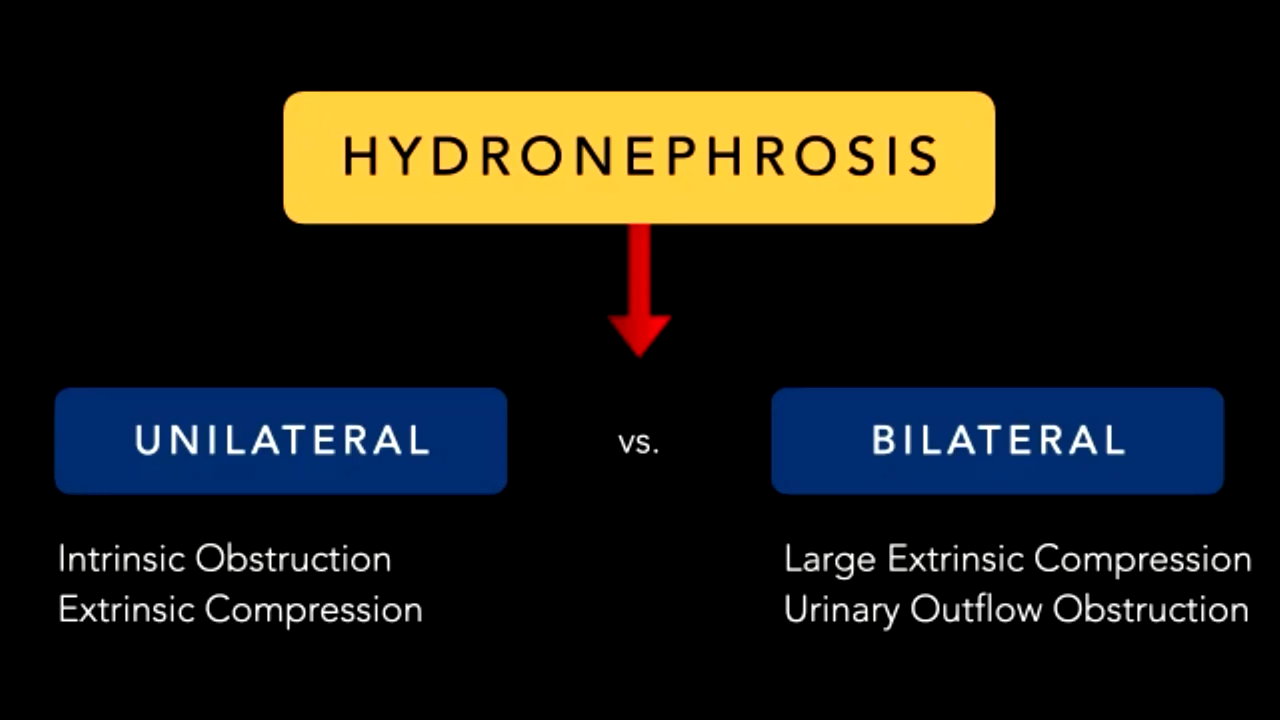 HYDRONEPHROSIS
UNILATERAL
vs.
BILATERAL
Intrinsic Obstruction
Extrinsic Compression
Large Extrinsic Compression
Urinary Outflow Obstruction